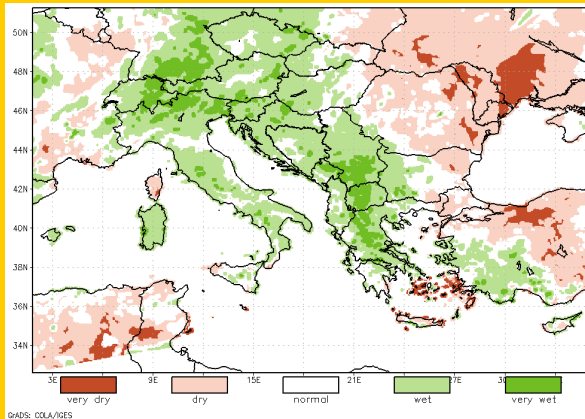 50N
48N
46N
44N
42N
40N
38N
36N
34N
3E 9E 15E 21E 27E
very dry dry normal wet very wet
GrADS: COLA/IGES